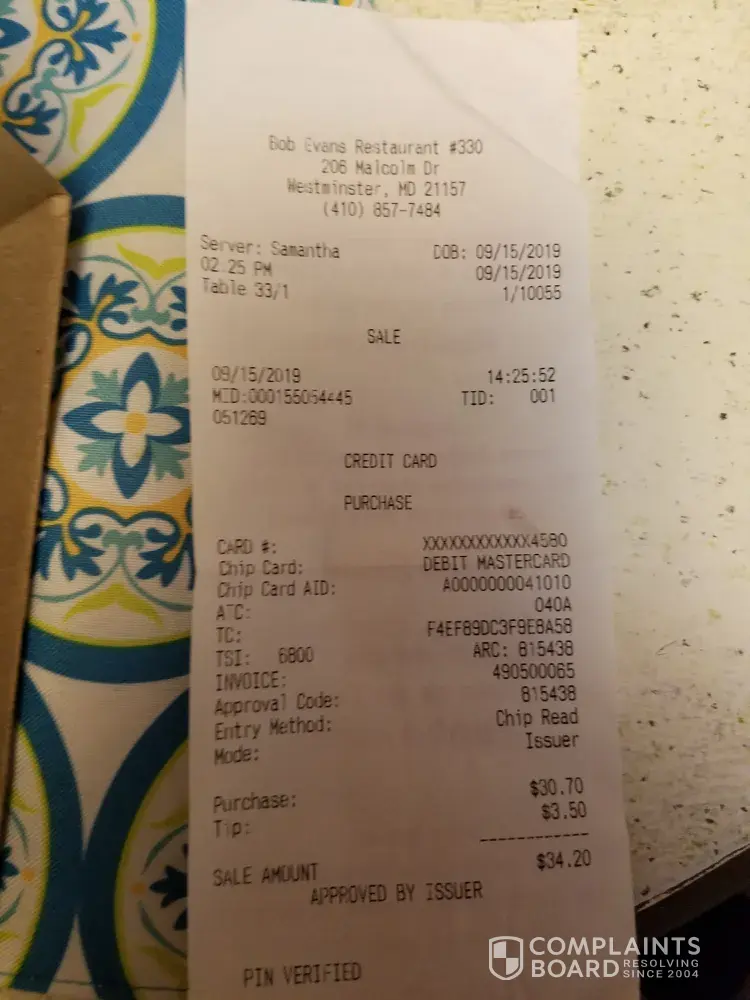 Bob Evans Restaurant #330
206 Malcolm Dr
Westminster, MD 21157
(410) 857-7484
Server: Samantha DOB: 09/15/2019
02:25 PM 09/15/2019
Table 33/1 1/10055
SALE
09/15/2019 14:25:52
MID:000155054445 TID: 001
051269
CREDIT CARD
PURCHASE
CARD #: XXXXXXXXXXXX4580
Chip Card: DEBIT MASTERCARD
Chip Card AID: A0000000041010
ATC: 040A
TC: F4EF89DC3F9E8A58
TSI: 6800 ARC: 815438
INVOICE: 490500065
Approval Code: 815438
Entry Method: Chip Read
Mode: Issuer
Purchase: $30.70
Tip: $3.50
------------
SALE AMOUNT $34.20
APPROVED BY ISSUER
PIN VERIFIED
COMPLAINTS
BOARD RESOLVING SINCE 2004